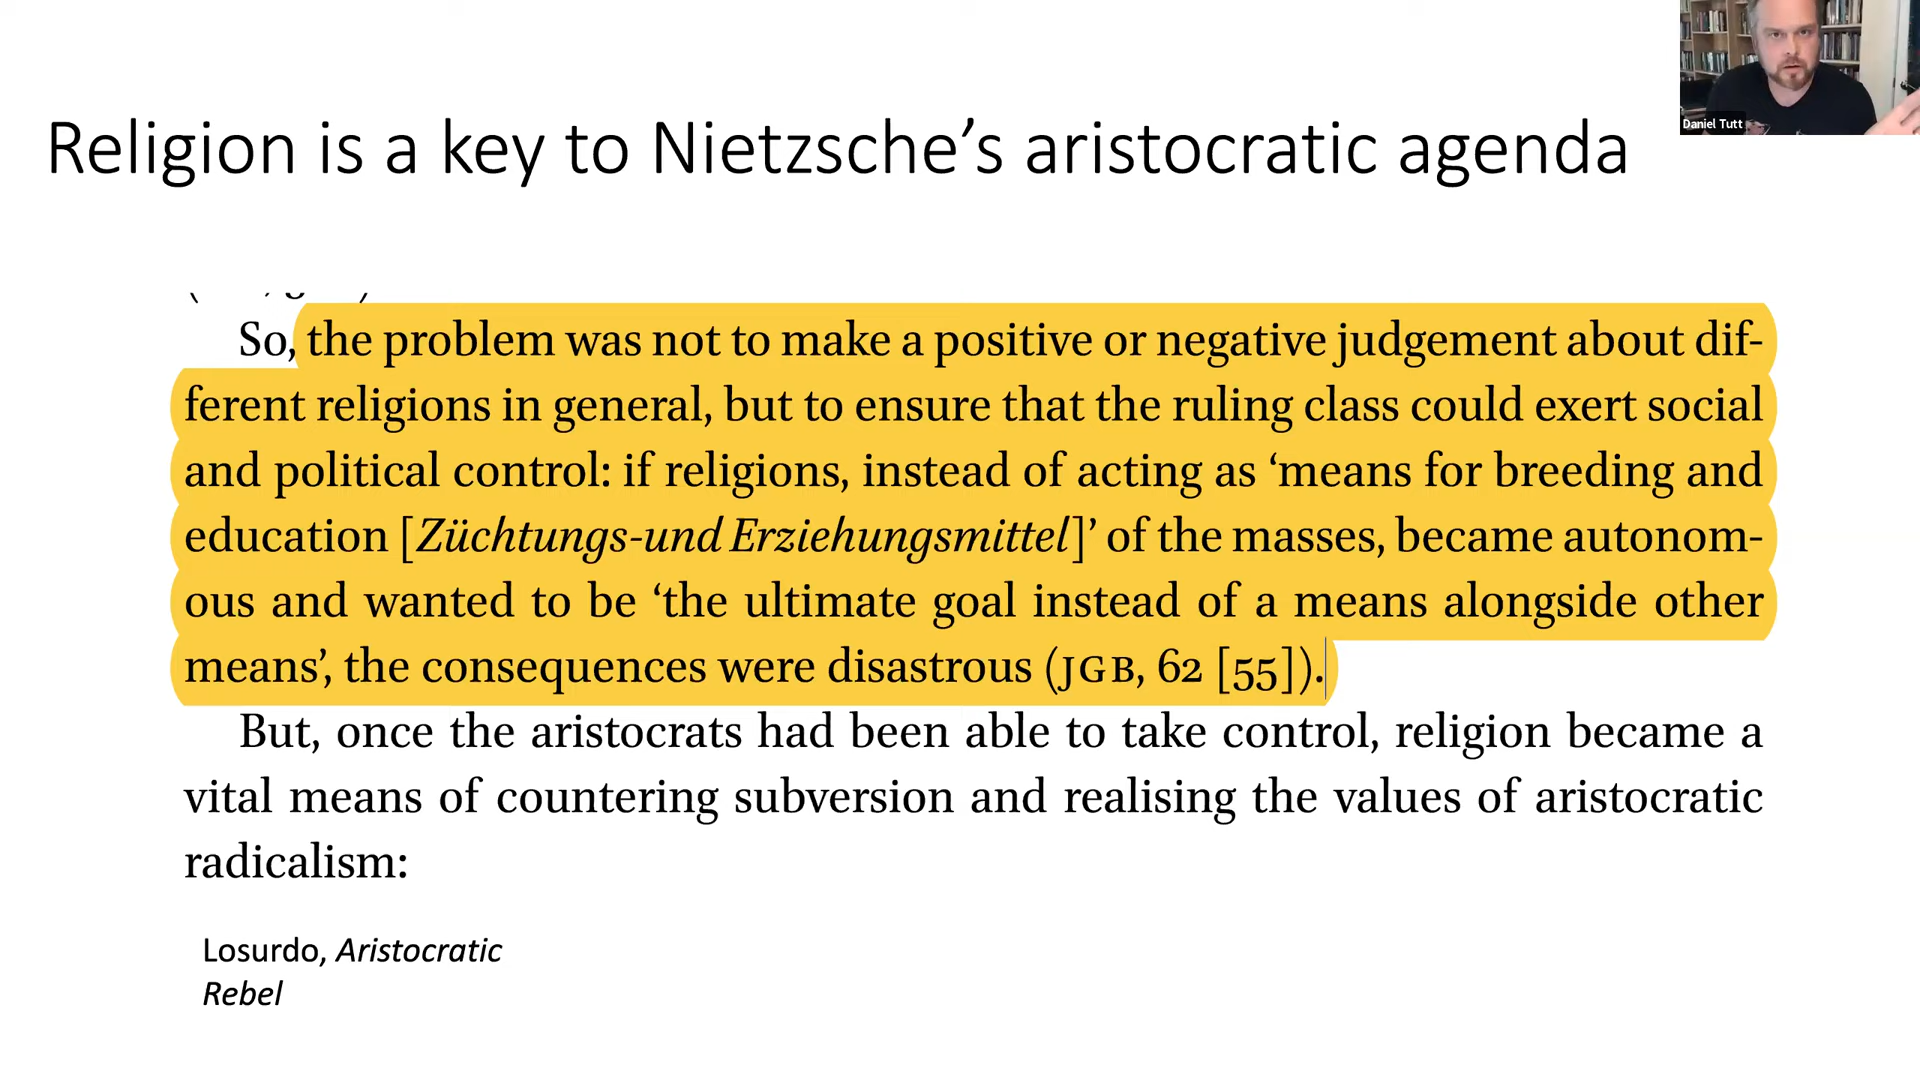 Daniel Tutt
Religion is a key to Nietzsche’s aristocratic agenda
So, the problem was not to make a positive or negative judgement about dif-
ferent religions in general, but to ensure that the ruling class could exert social
and political control: if religions, instead of acting as ‘means for breeding and
education [Züchtungs-und Erziehungsmittel]’ of the masses, became autonom-
ous and wanted to be ‘the ultimate goal instead of a means alongside other
means’, the consequences were disastrous (JGB, 62 [55]).
But, once the aristocrats had been able to take control, religion became a
vital means of countering subversion and realising the values of aristocratic
radicalism:
Losurdo, Aristocratic
Rebel